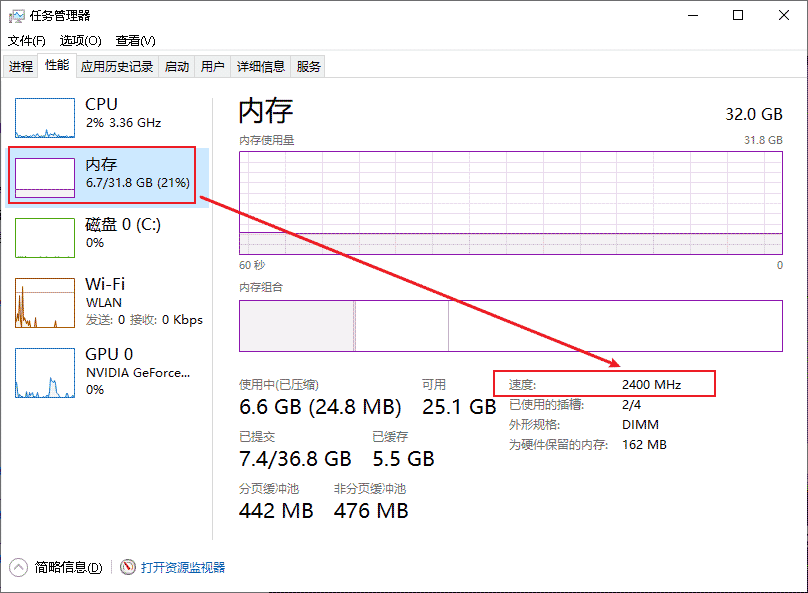 任务管理器
文件(F) 选项(O) 查看(V)
进程 性能 应用历史记录 启动 用户 详细信息 服务
CPU
2% 3.36 GHz
内存
6.7/31.8 GB (21%)
磁盘 0 (C:)
0%
Wi-Fi
WLAN
发送: 0 接收: 0 Kbps
GPU 0
NVIDIA GeForce...
0%
内存 32.0 GB
内存使用量 31.8 GB
60 秒 0
内存组合
使用中(已压缩) 可用
6.6 GB (24.8 MB) 25.1 GB
已提交 已缓存
7.4/36.8 GB 5.5 GB
分页缓冲池 非分页缓冲池
442 MB 476 MB
速度: 2400 MHz
已使用的插槽: 2/4
外形规格: DIMM
为硬件保留的内存: 162 MB
简略信息(D) 打开资源监视器